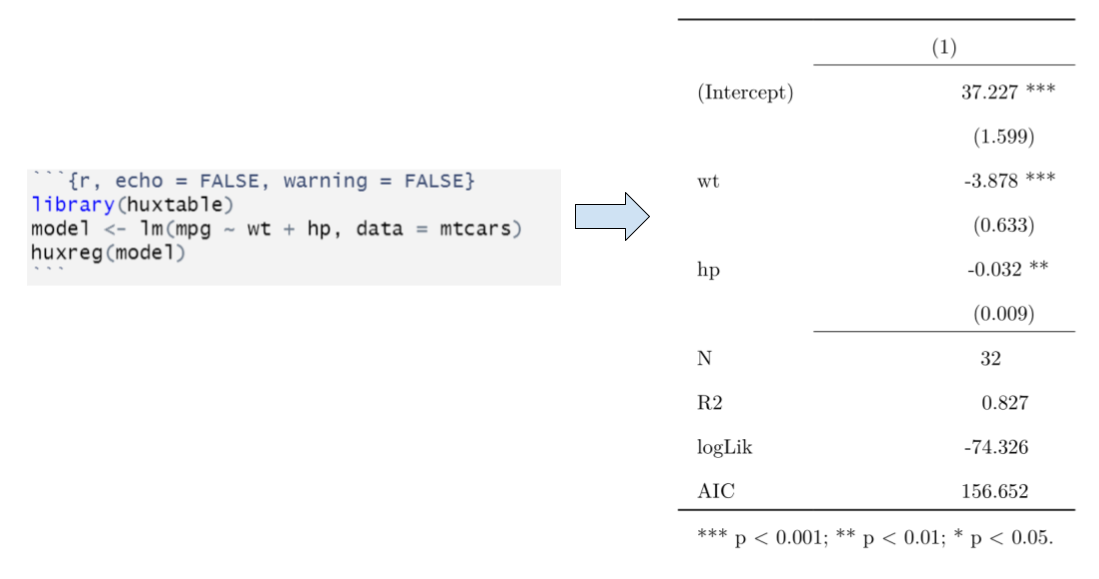 ```{r, echo = FALSE, warning = FALSE}
library(huxtable)
model <- lm(mpg ~ wt + hp, data = mtcars)
huxreg(model)
```
(1)
(Intercept) 37.227 ***
(1.599)
wt -3.878 ***
(0.633)
hp -0.032 **
(0.009)
N 32
R2 0.827
logLik -74.326
AIC 156.652
*** p < 0.001; ** p < 0.01; * p < 0.05.